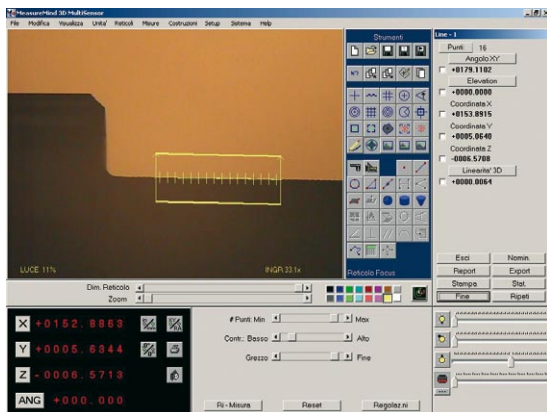 MeasureMind 3D MultiSensor
File Modifica Visualizza Unita' Reticoli Misure Costruzioni Setup Sistema Help
Strumenti
Line - 1
Punti: 16
Angolo XY
+0179.1102
Elevation
+0000.0000
Coordinata X
+0153.8915
Coordinata Y
+0005.0640
Coordinata Z
-0006.5708
Linearita' 3D
+0000.0064
LUCE 11%
INGR 33.1x
Reticolo Focus
Dim. Reticolo
Zoom
Esci Nomin.
Report Export
Stampa Stat.
Fine Ripeti
X +0152.8863
Y +0005.6344
Z -0006.5713
ANG +000.000
# Punti: Min Max
Contr.: Basso Alto
Grezzo Fine
Ri - Misura Reset Regolaz.ni